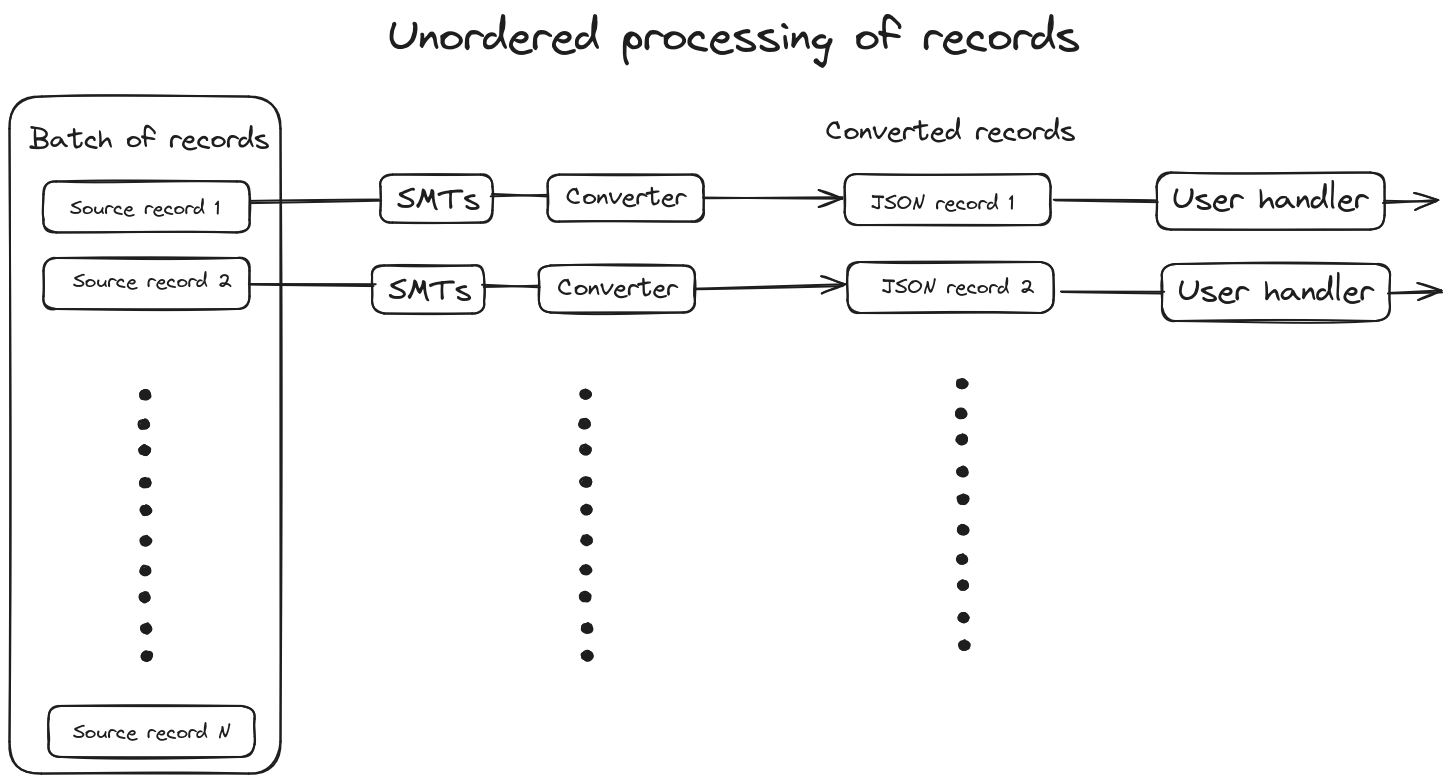 Unordered processing of records
Batch of records
Converted records
Source record 1
SMTs
Converter
JSON record 1
User handler
Source record 2
SMTs
Converter
JSON record 2
User handler
Source record N